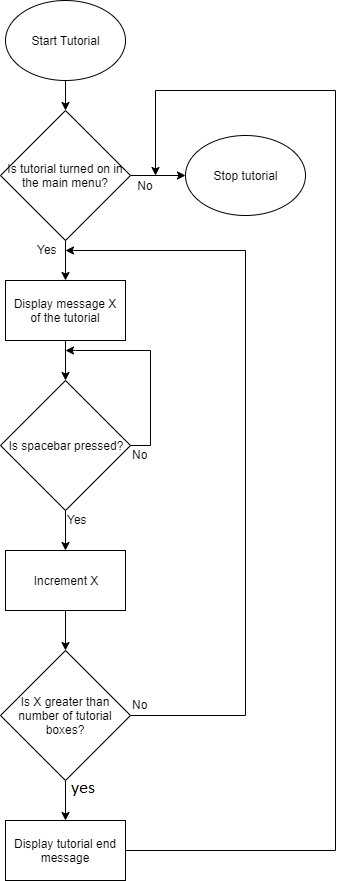 Start Tutorial
Is tutorial turned on in
the main menu?
No
Stop tutorial
Yes
Display message X
of the tutorial
Is spacebar pressed?
No
Yes
Increment X
Is X greater than
number of tutorial
boxes?
No
yes
Display tutorial end
message